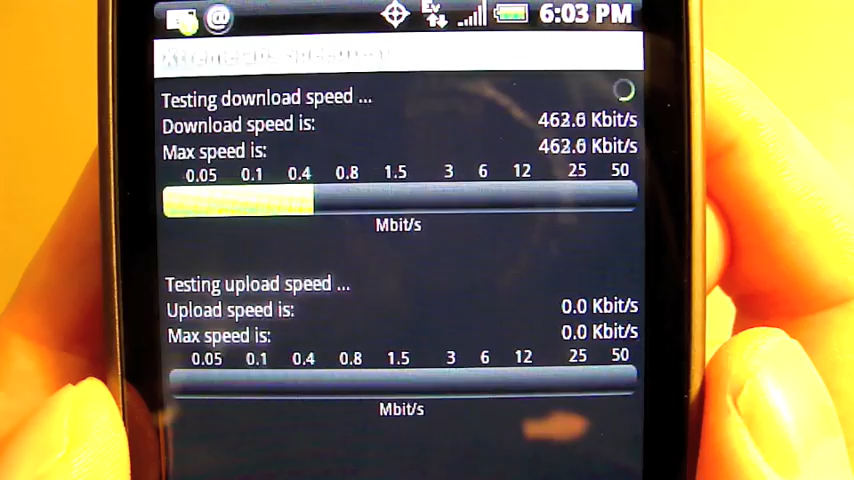 @ Ev 6:03 PM
Testing download speed ...
Download speed is: 462.6 Kbit/s
Max speed is: 462.6 Kbit/s
0.05 0.1 0.4 0.8 1.5 3 6 12 25 50
Mbit/s
Testing upload speed ...
Upload speed is: 0.0 Kbit/s
Max speed is: 0.0 Kbit/s
0.05 0.1 0.4 0.8 1.5 3 6 12 25 50
Mbit/s